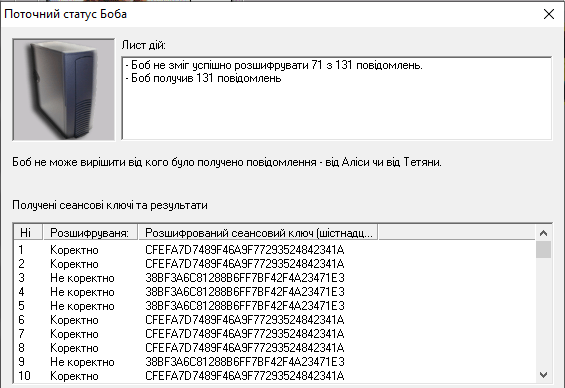 Поточний статус Боба
Лист дій:
- Боб не зміг успішно розшифрувати 71 з 131 повідомлень.
- Боб получив 131 повідомлень
Боб не може вирішити від кого було получено повідомлення - від Аліси чи від Тетяни.
Получені сеансові ключі та результати
Ні Розшифруваня: Розшифрований сеансовий ключ (шістнадц...
1 Коректно CFEFA7D7489F46A9F77293524842341A
2 Коректно CFEFA7D7489F46A9F77293524842341A
3 Не коректно 38BF3A6C81288B6FF7BF42F4A23471E3
4 Не коректно 38BF3A6C81288B6FF7BF42F4A23471E3
5 Не коректно 38BF3A6C81288B6FF7BF42F4A23471E3
6 Коректно CFEFA7D7489F46A9F77293524842341A
7 Коректно CFEFA7D7489F46A9F77293524842341A
8 Коректно CFEFA7D7489F46A9F77293524842341A
9 Не коректно 38BF3A6C81288B6FF7BF42F4A23471E3
10 Коректно CFEFA7D7489F46A9F77293524842341A